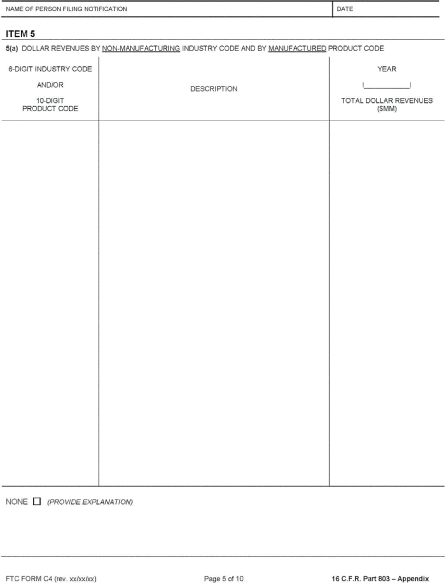 NAME OF PERSON FILING NOTIFICATION
DATE
ITEM 5
5(a) DOLLAR REVENUES BY NON-MANUFACTURING INDUSTRY CODE AND BY MANUFACTURED PRODUCT CODE
6-DIGIT INDUSTRY CODE
AND/OR
10-DIGIT
PRODUCT CODE
DESCRIPTION
YEAR
TOTAL DOLLAR REVENUES
($MM)
NONE (PROVIDE EXPLANATION)
FTC FORM C4 (rev. xx/xx/xx)
Page 5 of 10
16 C.F.R. Part 803 – Appendix